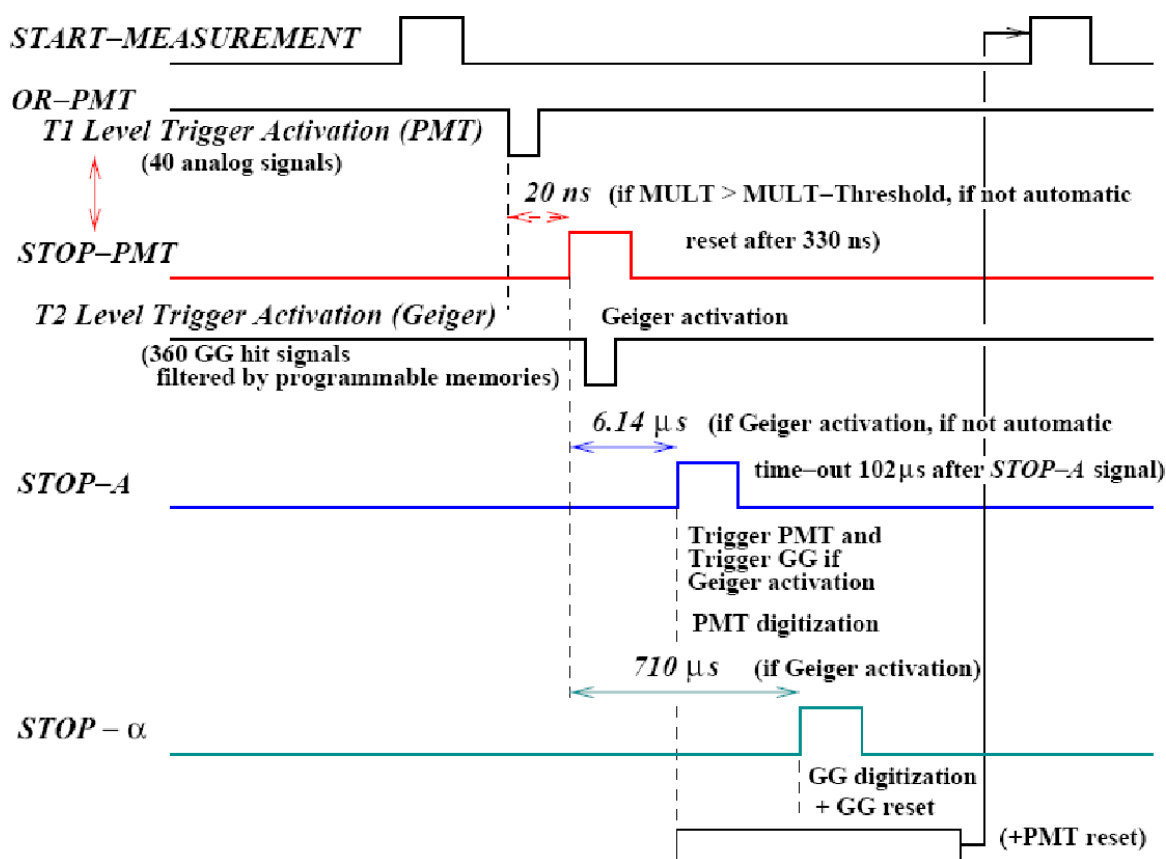 START–MEASUREMENT
OR–PMT
T1 Level Trigger Activation (PMT)
(40 analog signals)
20 ns (if MULT > MULT–Threshold, if not automatic
reset after 330 ns)
STOP–PMT
T2 Level Trigger Activation (Geiger)
Geiger activation
(360 GG hit signals
filtered by programmable memories)
6.14 μs (if Geiger activation, if not automatic
time–out 102μs after STOP–A signal)
STOP–A
Trigger PMT and
Trigger GG if
Geiger activation
PMT digitization
710 μs (if Geiger activation)
STOP – α
GG digitization
+ GG reset
(+PMT reset)